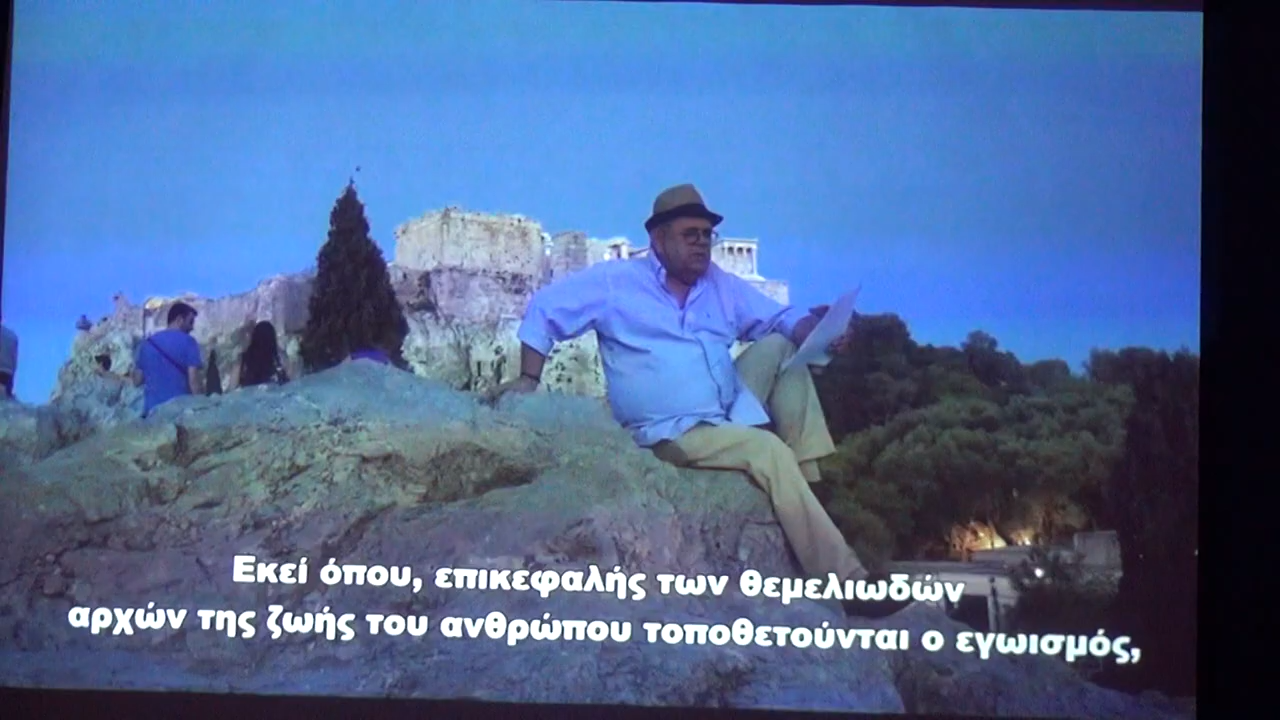 Εκεί όπου, επικεφαλής των θεμελιωδών
αρχών της ζωής του ανθρώπου τοποθετούνται ο εγωισμός,